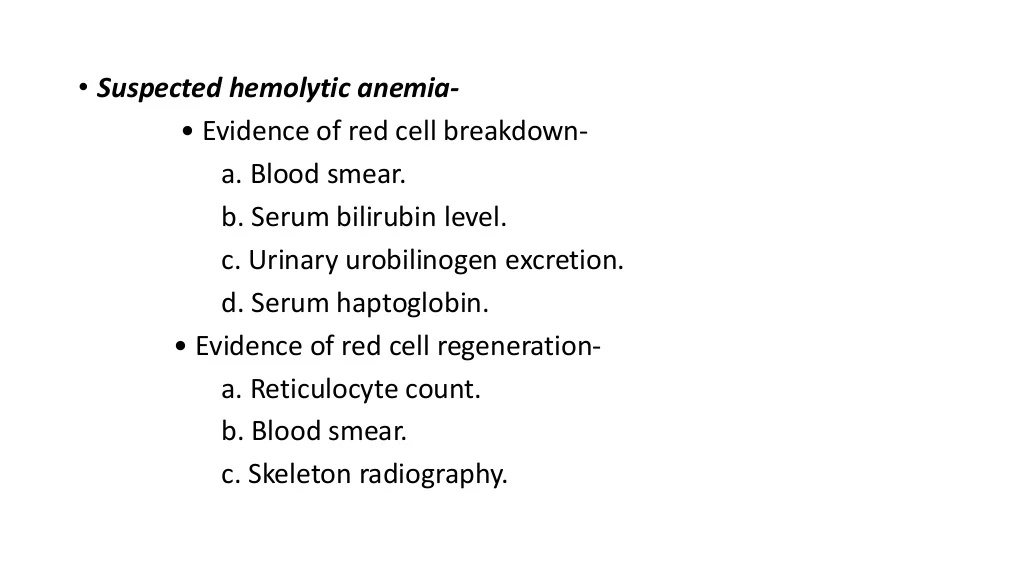 • Suspected hemolytic anemia-
• Evidence of red cell breakdown-
a. Blood smear.
b. Serum bilirubin level.
c. Urinary urobilinogen excretion.
d. Serum haptoglobin.
• Evidence of red cell regeneration-
a. Reticulocyte count.
b. Blood smear.
c. Skeleton radiography.